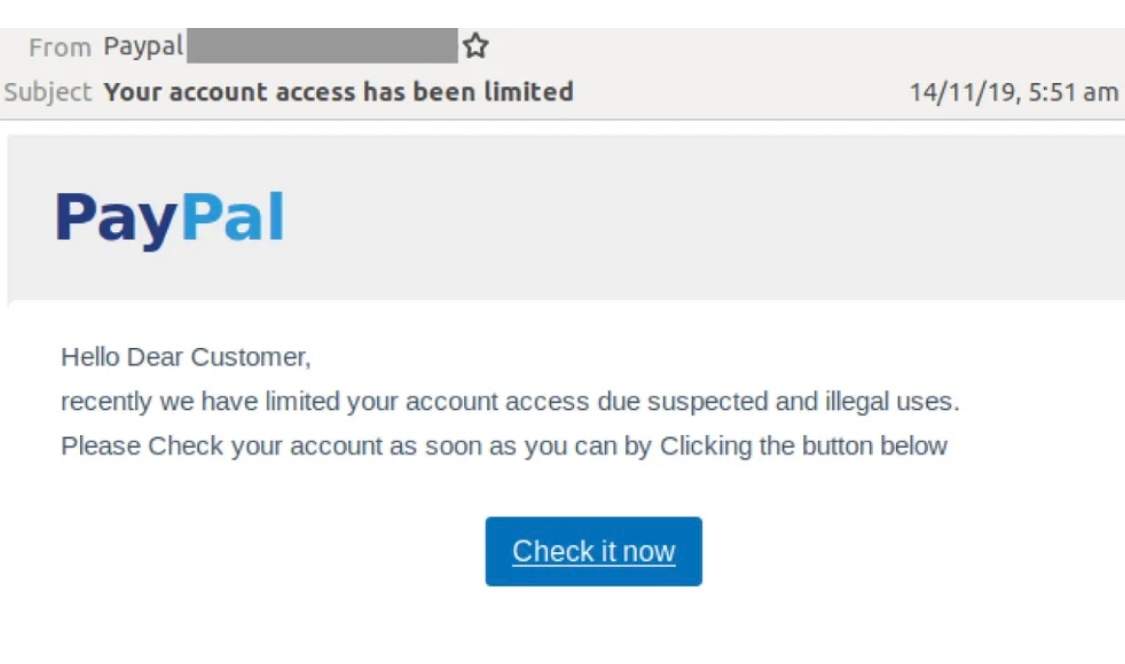 From Paypal
Subject Your account access has been limited 14/11/19, 5:51 am
PayPal
Hello Dear Customer,
recently we have limited your account access due suspected and illegal uses.
Please Check your account as soon as you can by Clicking the button below
Check it now